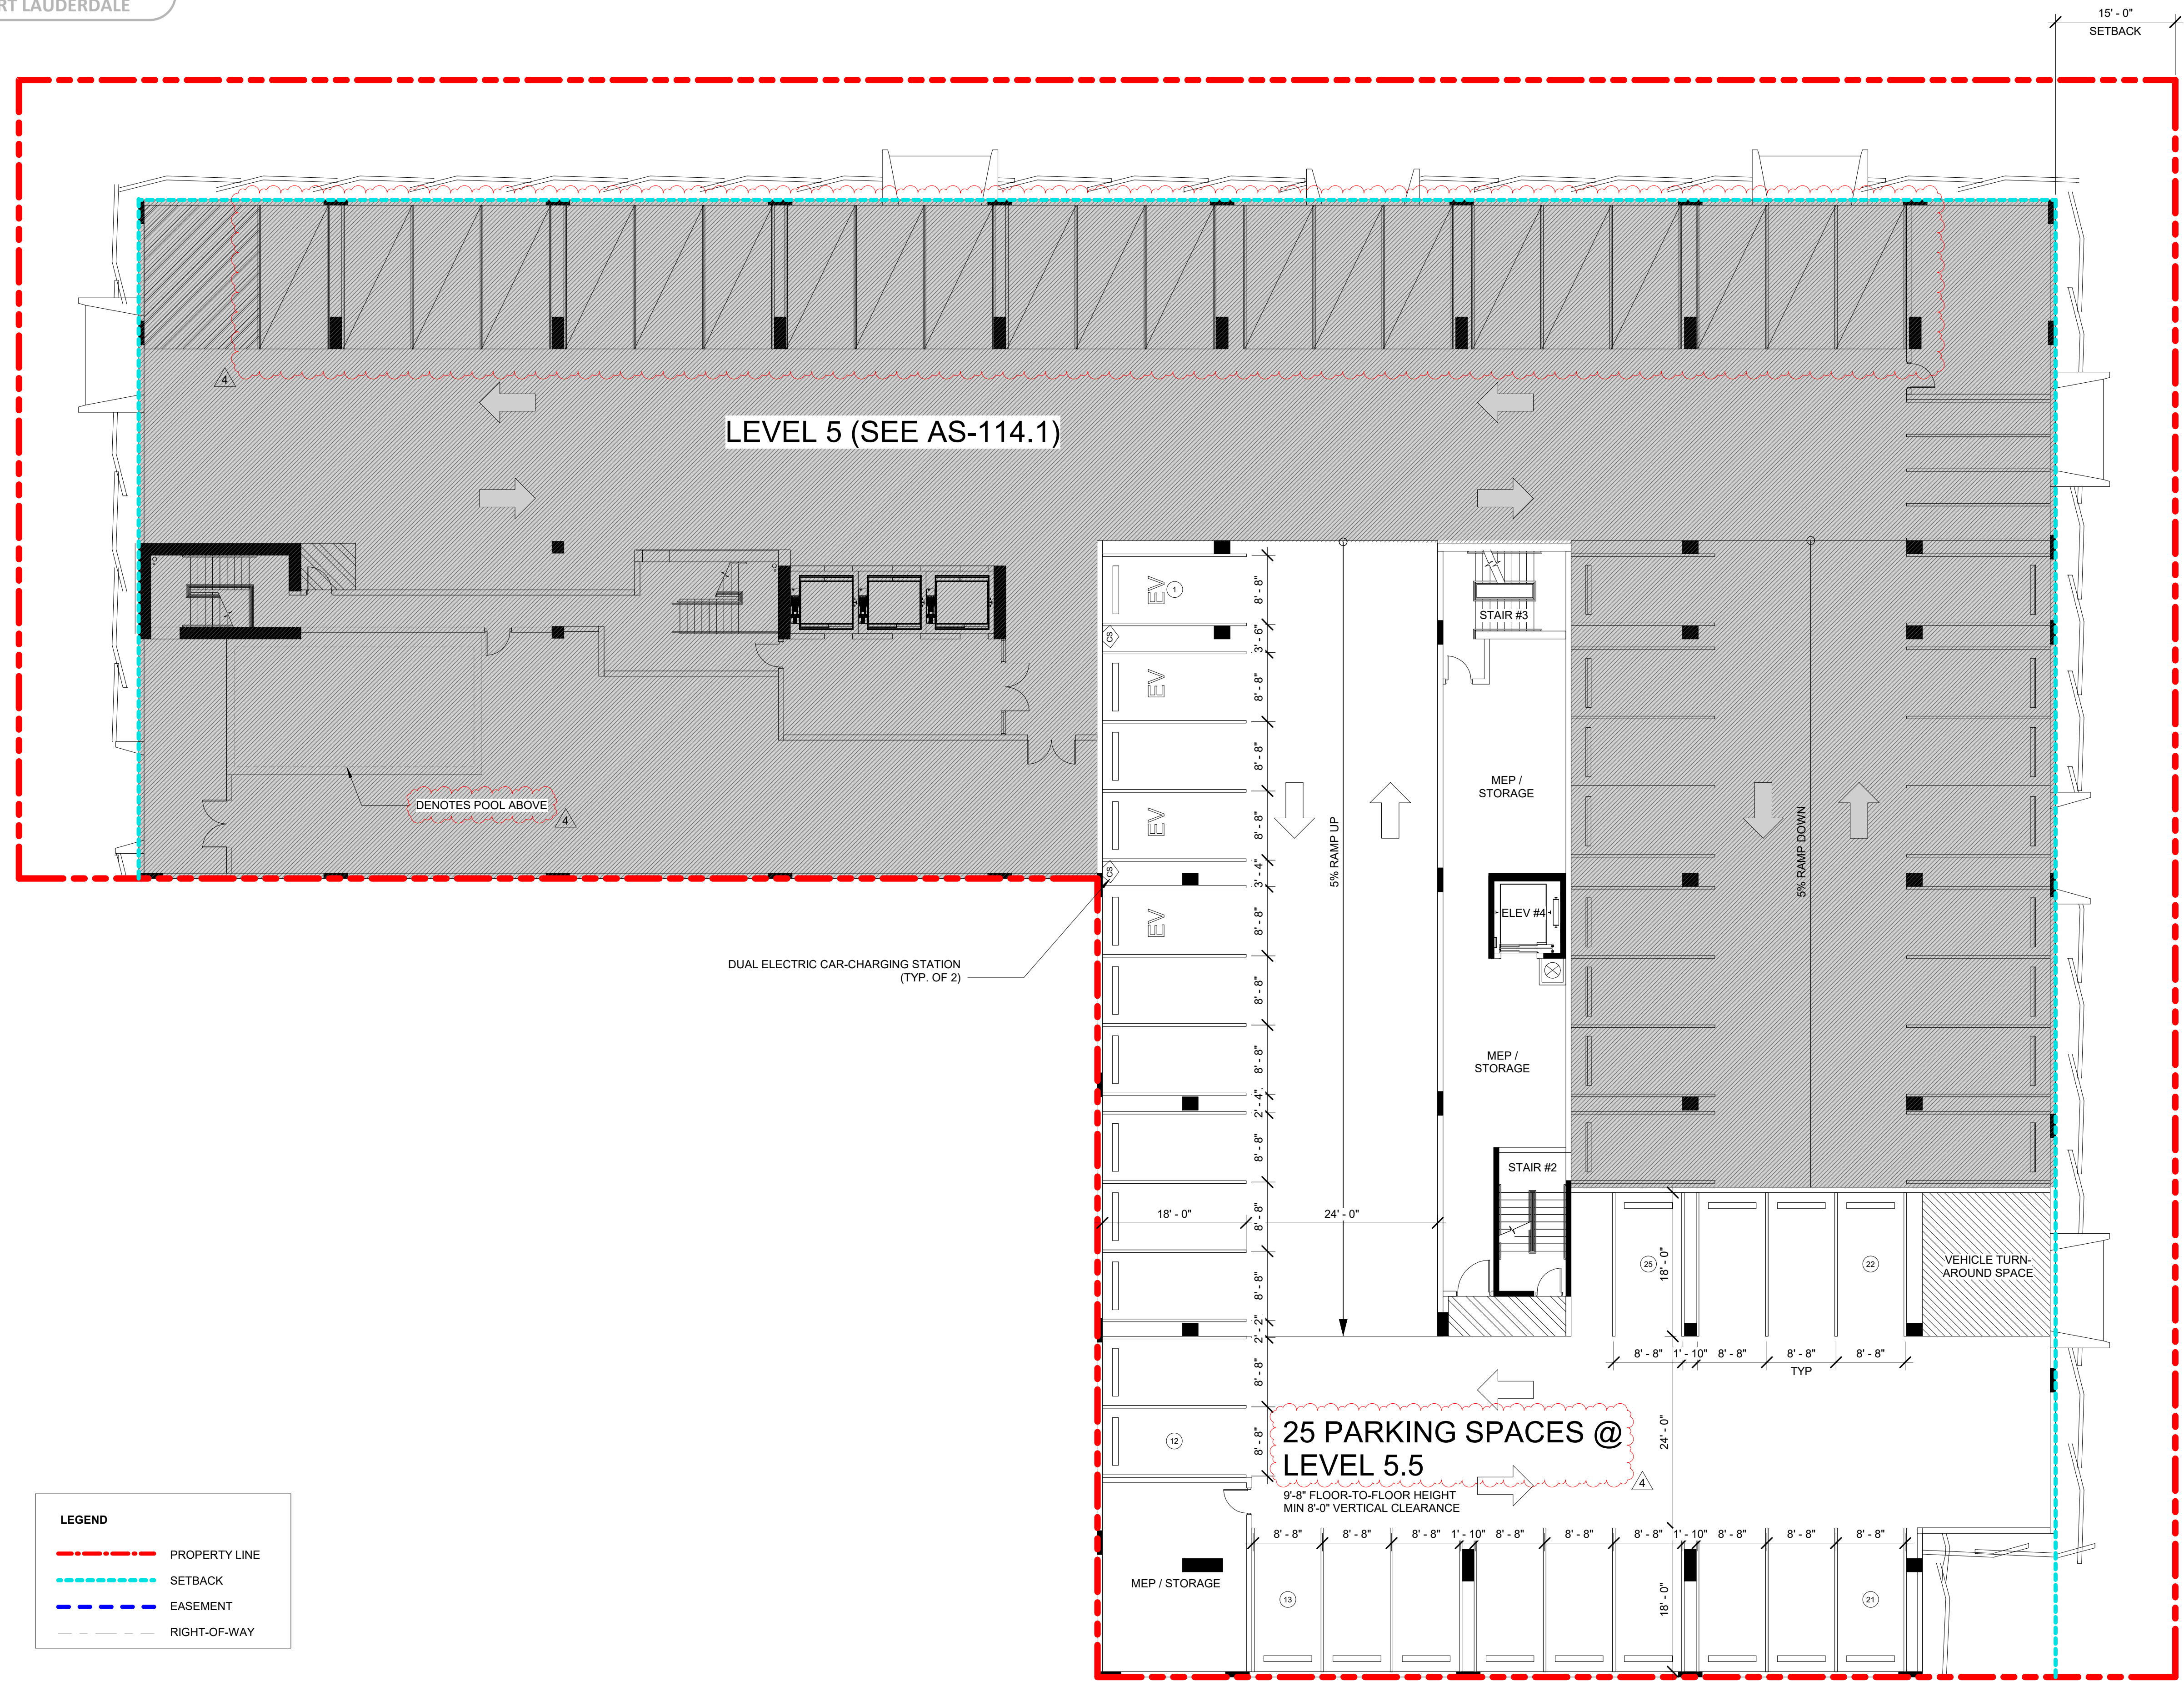 RT LAUDERDALE
15' - 0"
SETBACK
4
LEVEL 5 (SEE AS-114.1)
EV
1
8' - 8"
STAIR #3
CS
3' - 6"
EV
8' - 8"
8' - 8"
MEP /
STORAGE
DENOTES POOL ABOVE
4
EV
8' - 8"
5% RAMP UP
5% RAMP DOWN
CS
3' - 4"
EV
8' - 8"
ELEV #4
DUAL ELECTRIC CAR-CHARGING STATION
(TYP. OF 2)
8' - 8"
8' - 8"
MEP /
STORAGE
2' - 4"
8' - 8"
STAIR #2
18' - 0"
8' - 8"
24' - 0"
25
18' - 0"
22
VEHICLE TURN-
AROUND SPACE
8' - 8"
2' - 2"
8' - 8"
8' - 8" 1' - 10" 8' - 8" 8' - 8" 8' - 8"
TYP
12
8' - 8"
25 PARKING SPACES @
LEVEL 5.5
24' - 0"
4
9'-8" FLOOR-TO-FLOOR HEIGHT
MIN 8'-0" VERTICAL CLEARANCE
8' - 8" 8' - 8" 8' - 8" 1' - 10" 8' - 8" 8' - 8" 8' - 8" 1' - 10" 8' - 8" 8' - 8" 8' - 8"
MEP / STORAGE
13
18' - 0"
21
LEGEND
PROPERTY LINE
SETBACK
EASEMENT
RIGHT-OF-WAY